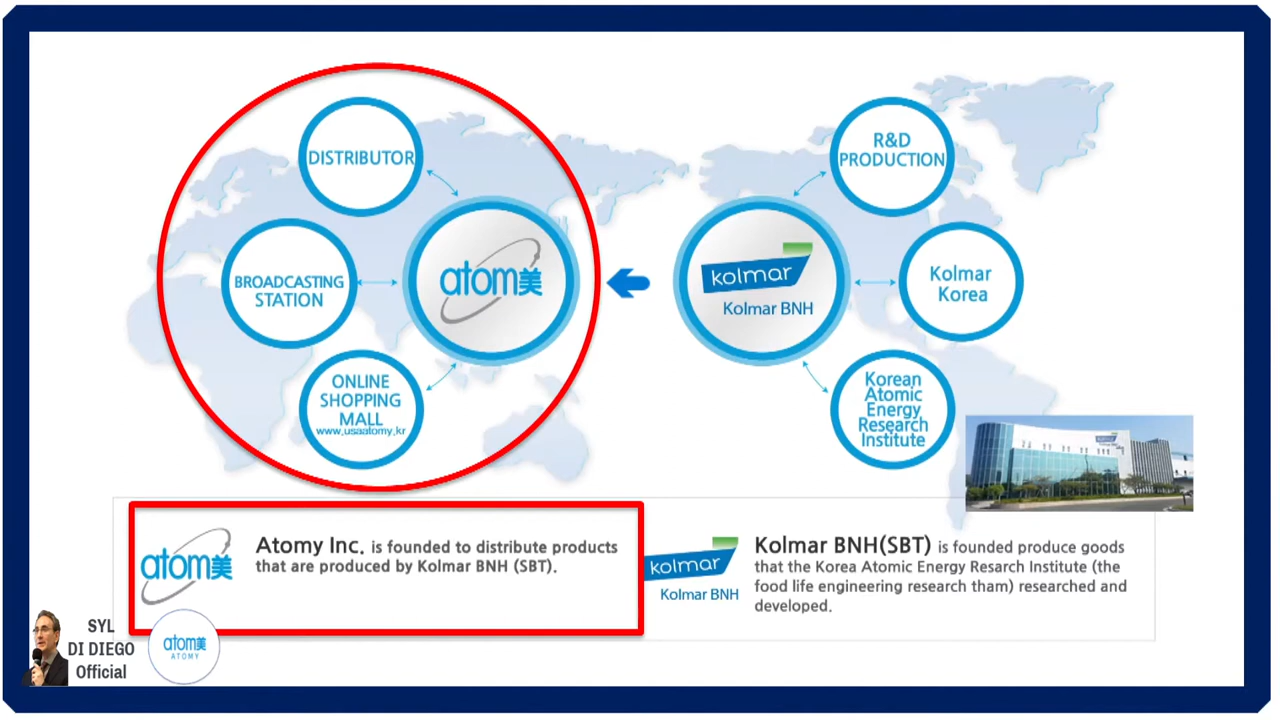 DISTRIBUTOR
BROADCASTING
STATION
ONLINE
SHOPPING
MALL
www.usaatomy.kr
atom美
kolmar
Kolmar BNH
R&D
PRODUCTION
Kolmar
Korea
Korean
Atomic
Energy
Research
Institute
atom美
Atomy Inc. is founded to distribute products
that are produced by Kolmar BNH (SBT).
kolmar
Kolmar BNH
Kolmar BNH(SBT) is founded produce goods
that the Korea Atomic Energy Resarch Institute (the
food life engineering research tham) researched and
developed.
SYL
DI DIEGO
Official
atom美
ATOMY